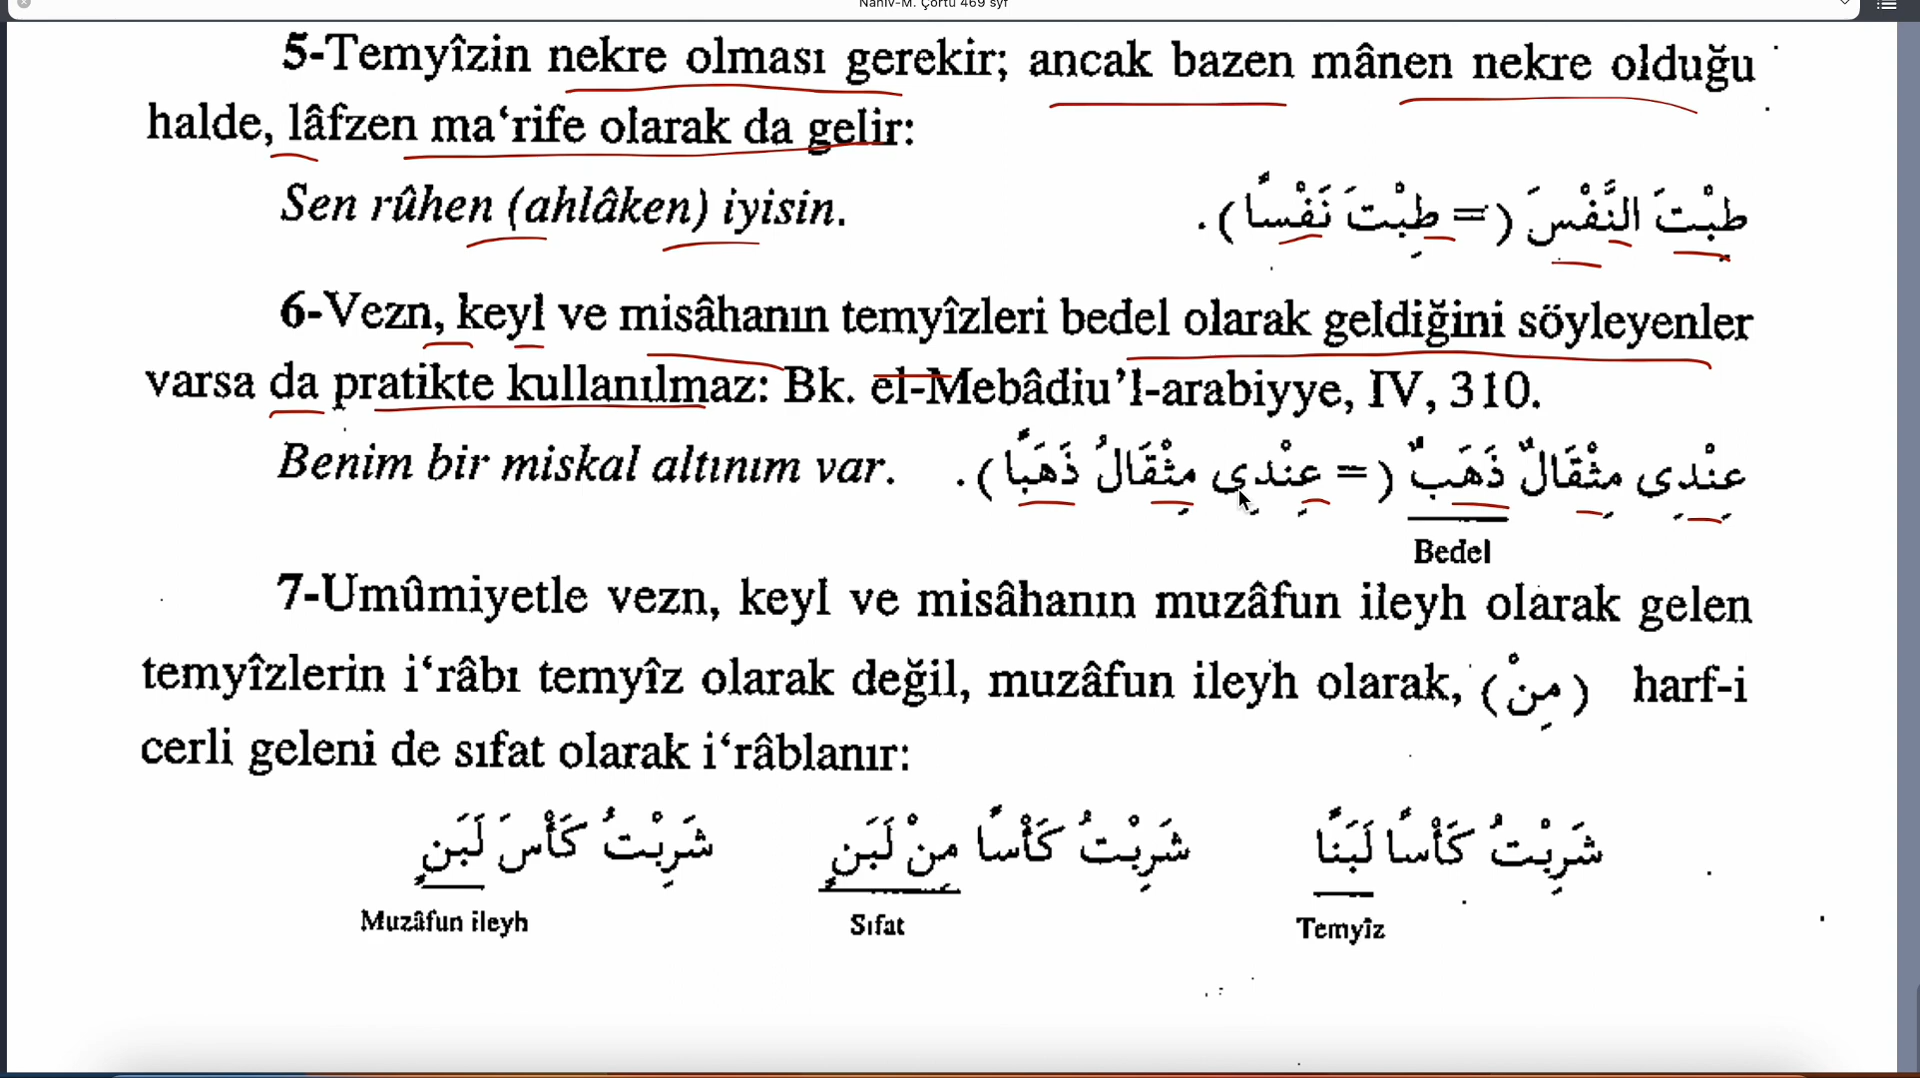 Nahiv-M. Çörtü 469 syf
5-Temyîzin nekre olması gerekir; ancak bazen mânen nekre olduğu
halde, lâfzen ma‘rife olarak da gelir:
Sen rûhen (ahlâken) iyisin. طِبْتَ النَّفْسَ (= طِبْتَ نَفْسًا).
6-Vezn, keyl ve misâhanın temyîzleri bedel olarak geldiğini söyleyenler
varsa da pratikte kullanılmaz: Bk. el-Mebâdiu’l-arabiyye, IV, 310.
Benim bir miskal altınım var. عِنْدِي مِثْقَالٌ ذَهَبٌ (= عِنْدِي مِثْقَالُ ذَهَبًا).
Bedel
7-Umûmiyetle vezn, keyl ve misâhanın muzâfun ileyh olarak gelen
temyîzlerin i‘râbı temyîz olarak değil, muzâfun ileyh olarak, (مِنْ) harf-i
cerli geleni de sıfat olarak i‘râblanır:
شَرِبْتُ كَأْسًا لَبَنًا شَرِبْتُ كَأْسًا مِنْ لَبَنٍ شَرِبْتُ كَأْسَ لَبَنٍ
Muzâfun ileyh Sıfat Temyîz